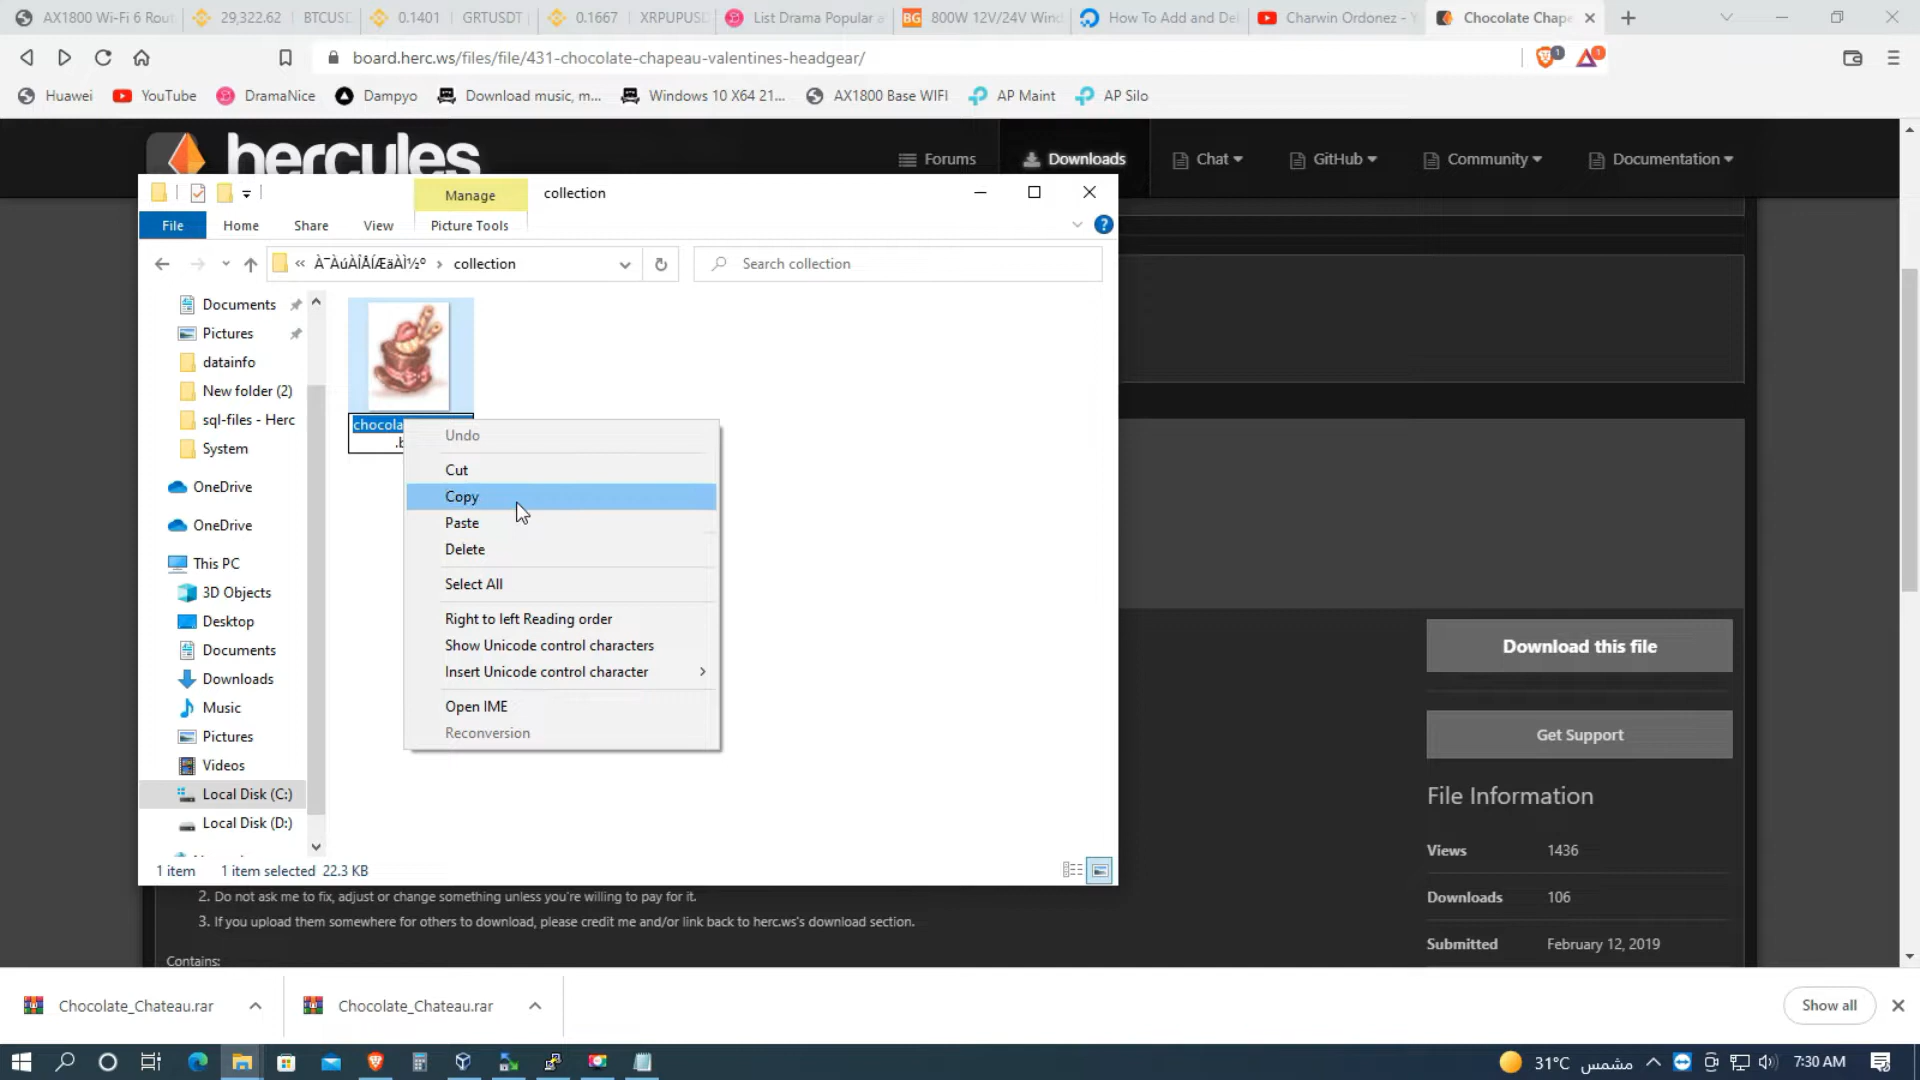 AX1800 Wi-Fi 6 Rout
29,322.62
BTCUSD
0.1401
GRTUSDT
0.1667
XRPUPUSD
List Drama Popular a
800W 12V/24V Wind
How To Add and Del
Charwin Ordonez - Y
Chocolate Chape
board.herc.ws/files/file/431-chocolate-chapeau-valentines-headgear/
1
1
Huawei
YouTube
DramaNice
Dampyo
Download music, m...
Windows 10 X64 21...
AX1800 Base WIFI
AP Maint
AP Silo
hercules
Forums
Downloads
Chat
GitHub
Community
Documentation
Manage
collection
File
Home
Share
View
Picture Tools
« À¯ÀúÀÎÅÍÆäÀÌ½º › collection
Search collection
Documents
Pictures
datainfo
New folder (2)
sql-files - Herc
System
OneDrive
OneDrive
This PC
3D Objects
Desktop
Documents
Downloads
Music
Pictures
Videos
Local Disk (C:)
Local Disk (D:)
chocola
.b
Undo
Cut
Copy
Paste
Delete
Select All
Right to left Reading order
Show Unicode control characters
Insert Unicode control character
Open IME
Reconversion
1 item
1 item selected 22.3 KB
Download this file
Get Support
File Information
Views 1436
Downloads 106
Submitted February 12, 2019
2. Do not ask me to fix, adjust or change something unless you're willing to pay for it.
3. If you upload them somewhere for others to download, please credit me and/or link back to herc.ws's download section.
Contains:
Chocolate_Chateau.rar
Chocolate_Chateau.rar
Show all
31°C مشمس
7:30 AM